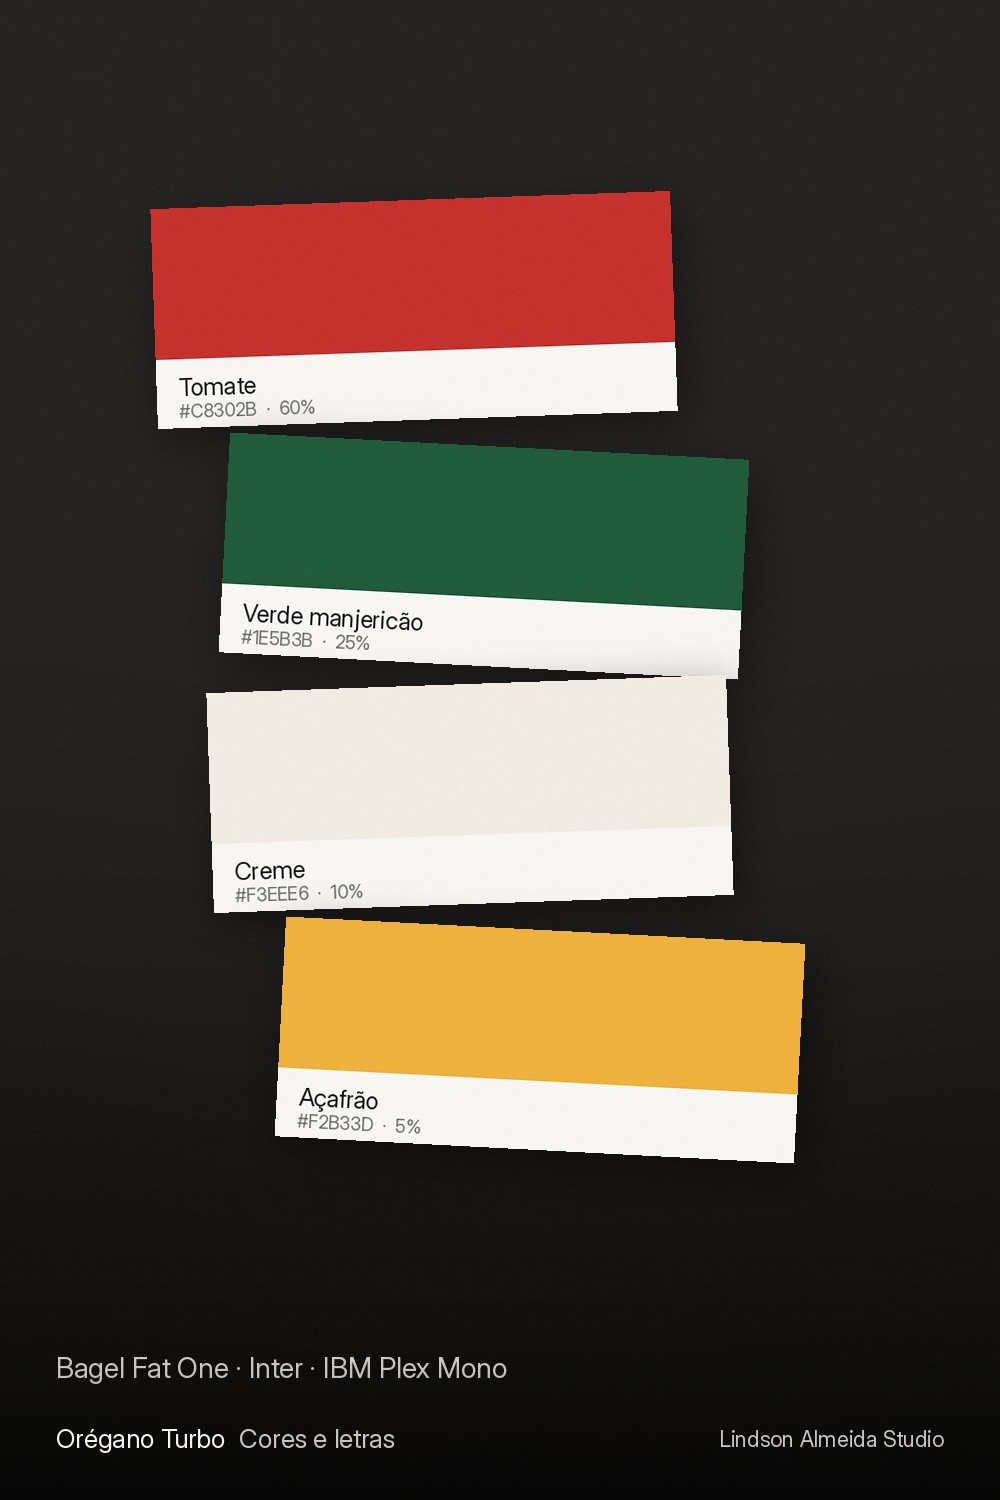 Tomate
#C8302B · 60%
Verde manjericão
#1E5B3B · 25%
Creme
#F3EEE6 · 10%
Açafrão
#F2B33D · 5%
Bagel Fat One · Inter · IBM Plex Mono
Orégano Turbo Cores e letras
Lindson Almeida Studio